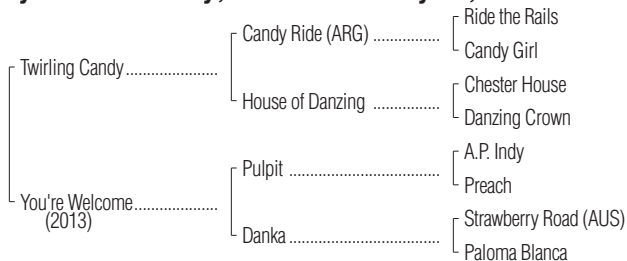 Ride the Rails
Candy Ride (ARG) ................
Candy Girl
Twirling Candy ......................
Chester House
House of Danzing ................
Danzing Crown
A.P. Indy
Pulpit ....................................
Preach
You're Welcome....................
(2013)
Strawberry Road (AUS)
Danka ....................................
Paloma Blanca